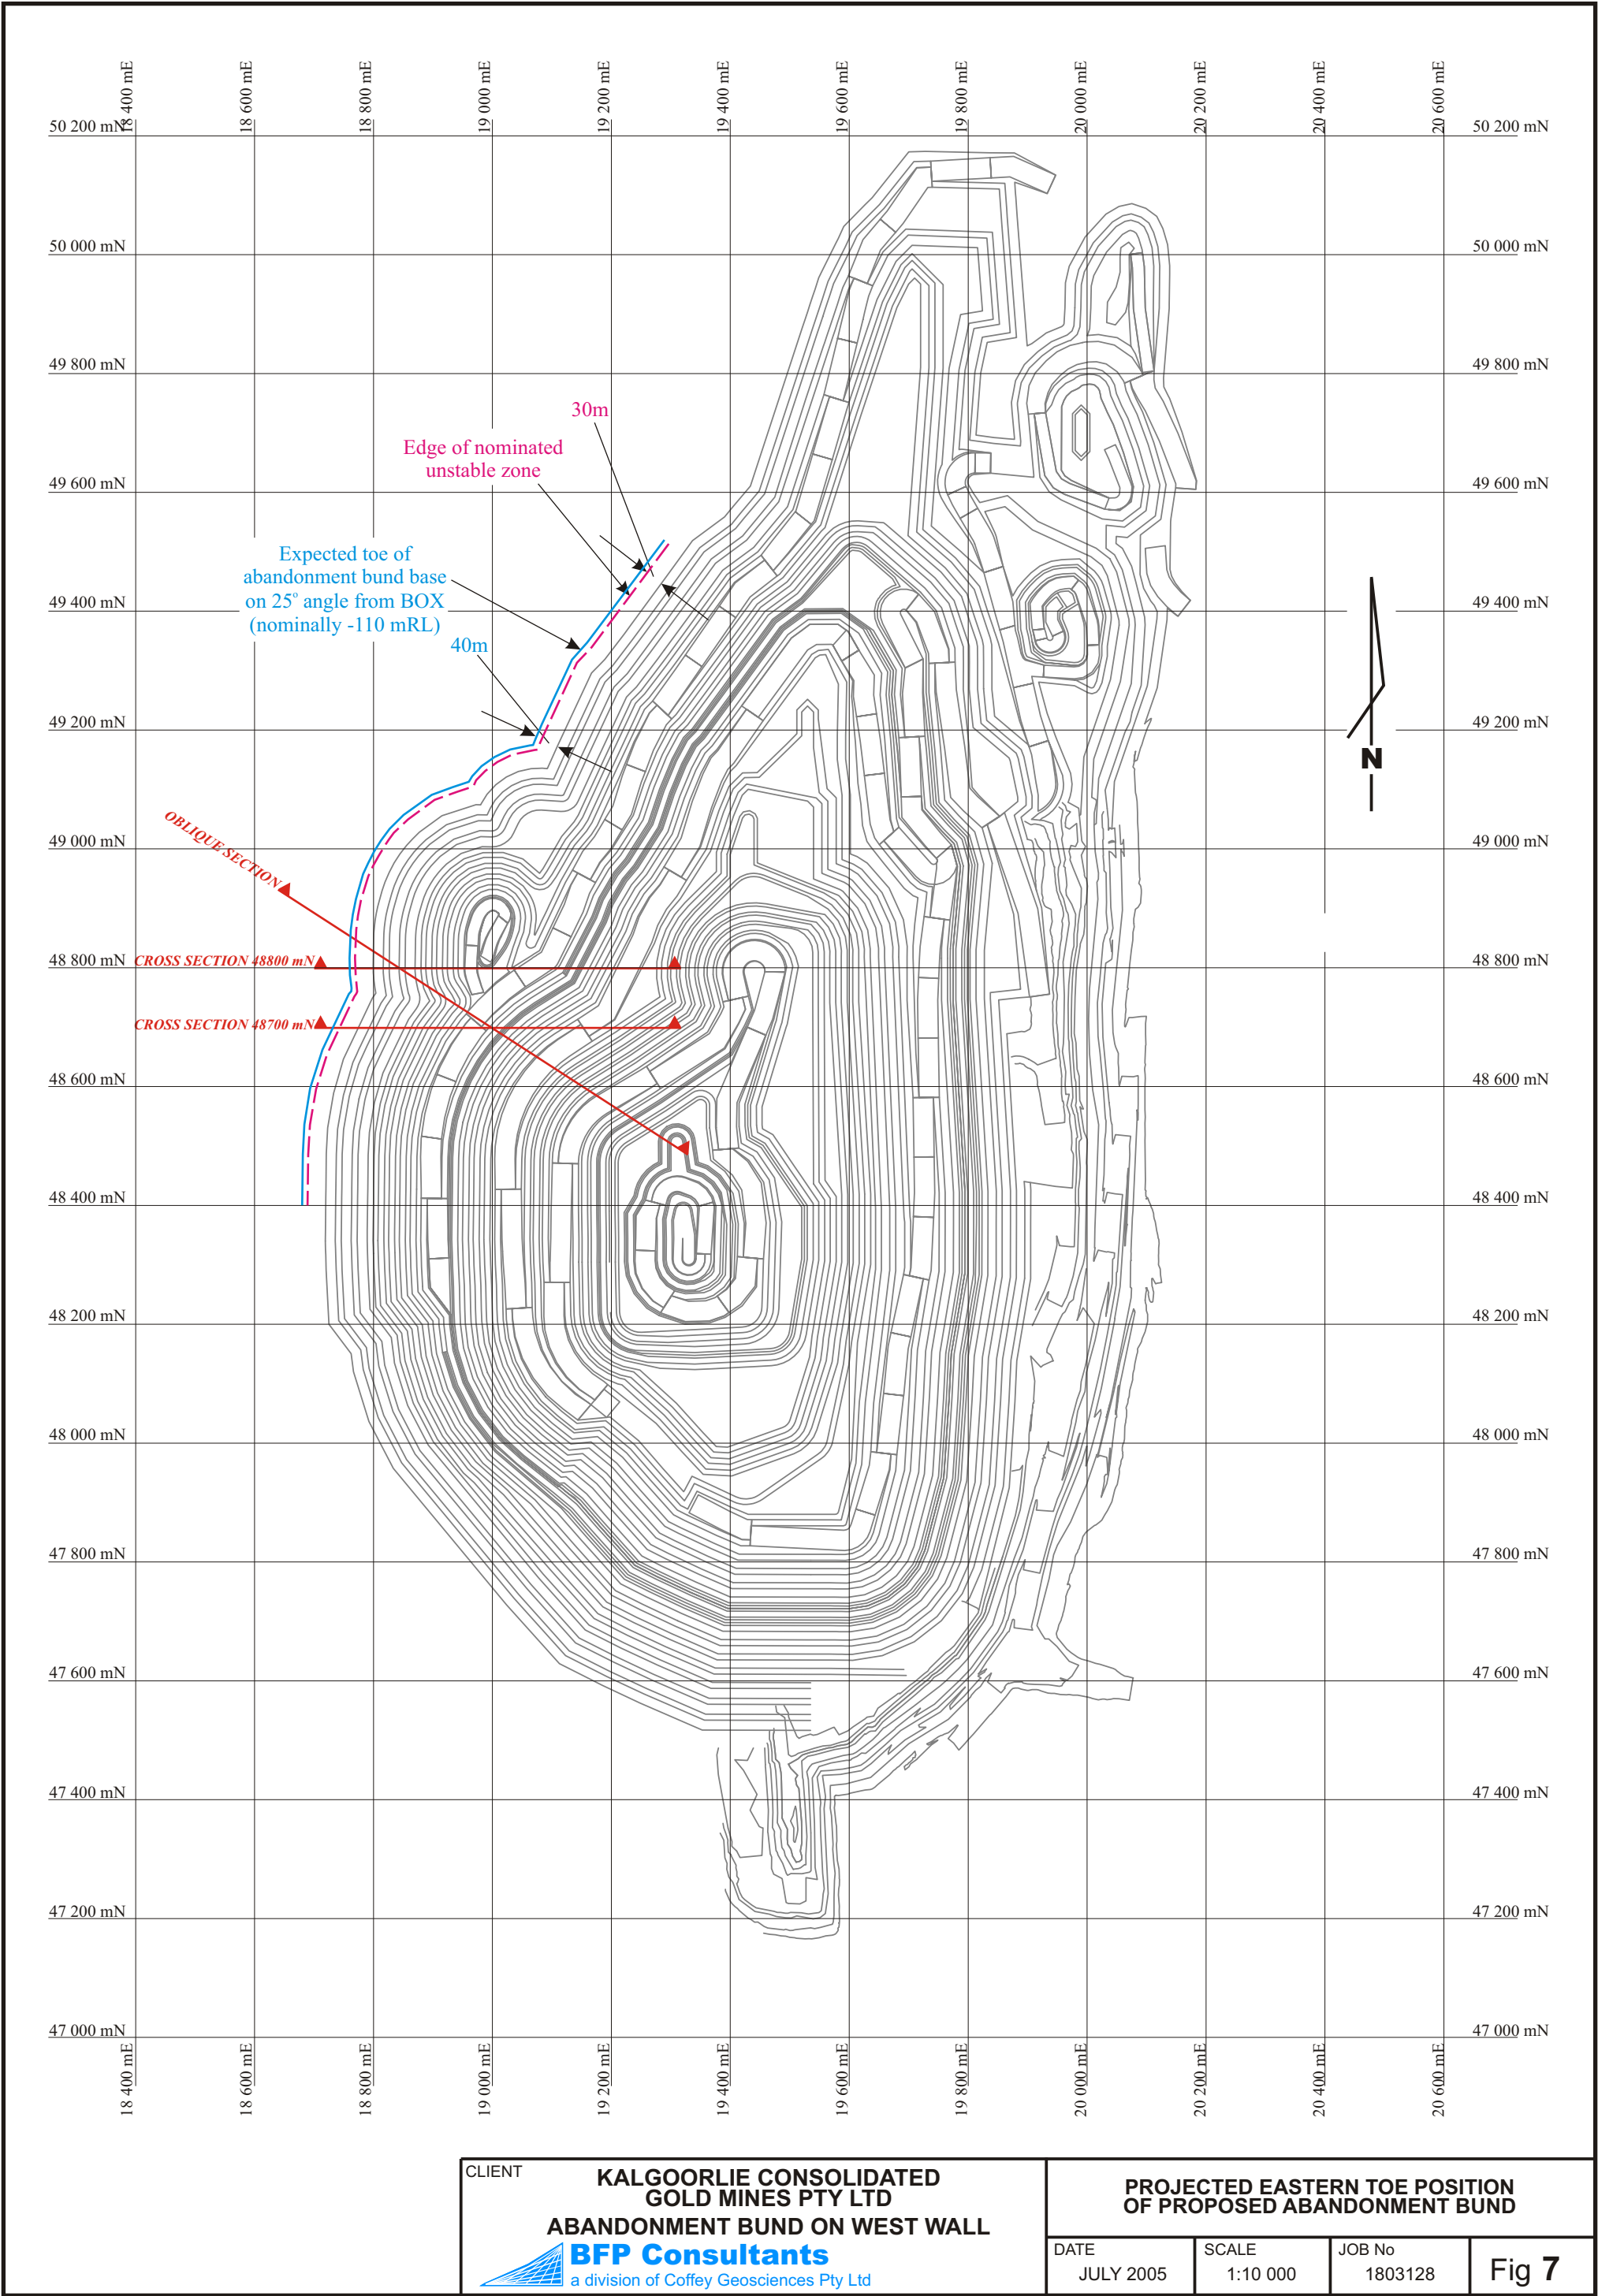 18 400 mE
18 600 mE
18 800 mE
19 000 mE
19 200 mE
19 400 mE
19 600 mE
19 800 mE
20 000 mE
20 200 mE
20 400 mE
20 600 mE
50 200 mN
50 200 mN
50 000 mN
50 000 mN
49 800 mN
49 800 mN
30m
Edge of nominated
unstable zone
49 600 mN
49 600 mN
Expected toe of
abandonment bund base
on 25° angle from BOX
(nominally -110 mRL)
49 400 mN
49 400 mN
40m
49 200 mN
49 200 mN
N
OBLIQUE SECTION
49 000 mN
49 000 mN
48 800 mN
CROSS SECTION 48800 mN
48 800 mN
CROSS SECTION 48700 mN
48 600 mN
48 600 mN
48 400 mN
48 400 mN
48 200 mN
48 200 mN
48 000 mN
48 000 mN
47 800 mN
47 800 mN
47 600 mN
47 600 mN
47 400 mN
47 400 mN
47 200 mN
47 200 mN
47 000 mN
47 000 mN
18 400 mE
18 600 mE
18 800 mE
19 000 mE
19 200 mE
19 400 mE
19 600 mE
19 800 mE
20 000 mE
20 200 mE
20 400 mE
20 600 mE
CLIENT
KALGOORLIE CONSOLIDATED
GOLD MINES PTY LTD
ABANDONMENT BUND ON WEST WALL
BFP Consultants
a division of Coffey Geosciences Pty Ltd
PROJECTED EASTERN TOE POSITION
OF PROPOSED ABANDONMENT BUND
DATE
JULY 2005
SCALE
1:10 000
JOB No
1803128
Fig 7